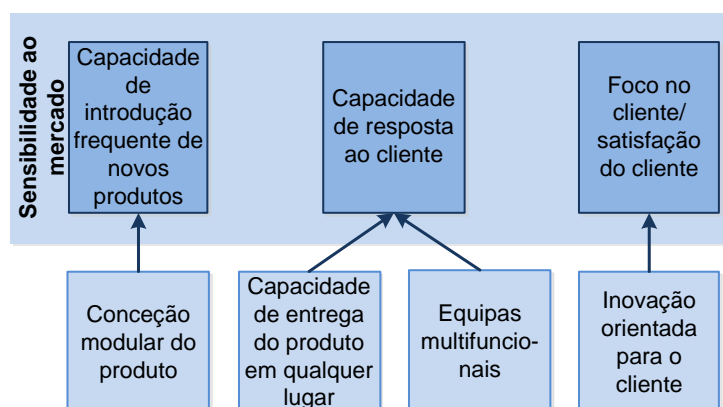 Sensibilidade ao
mercado
Capacidade
de
introdução
frequente de
novos
produtos
Capacidade
de resposta
ao cliente
Foco no
cliente/
satisfação
do cliente
Conceção
modular do
produto
Capacidade
de entrega
do produto
em qualquer
lugar
Equipas
multifuncio-
nais
Inovação
orientada
para o
cliente